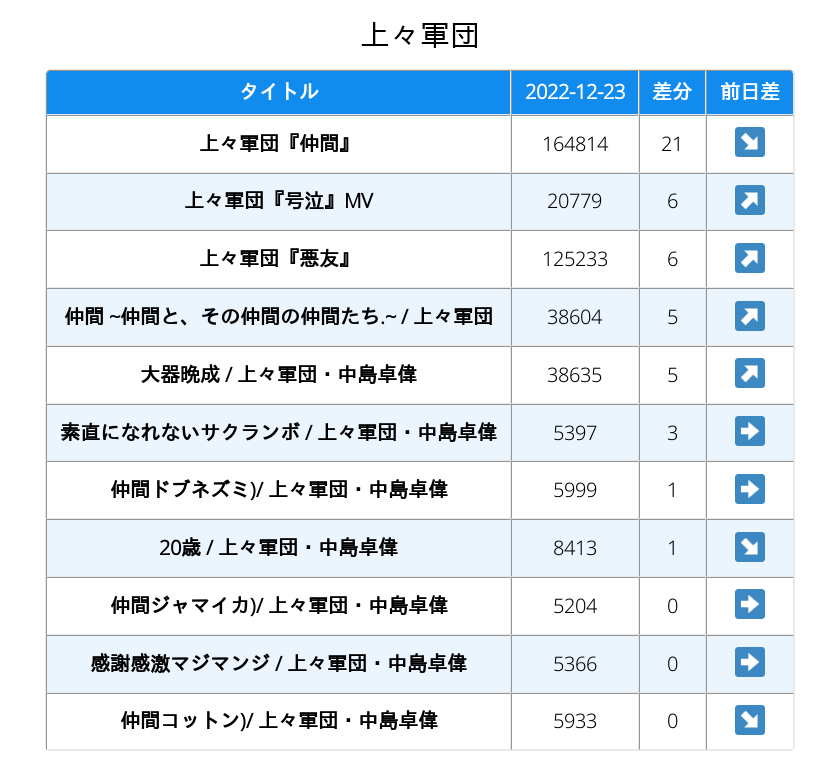 上々軍団
タイトル 2022-12-23 差分 前日差
上々軍団『仲間』 164814 21 ↘
上々軍団『号泣』MV 20779 6 ↗
上々軍団『悪友』 125233 6 ↗
仲間 ~仲間と、その仲間の仲間たち.~ / 上々軍団 38604 5 ↗
大器晩成 / 上々軍団・中島卓偉 38635 5 ↗
素直になれないサクランボ / 上々軍団・中島卓偉 5397 3 ➡
仲間ドブネズミ)/ 上々軍団・中島卓偉 5999 1 ➡
20歳 / 上々軍団・中島卓偉 8413 1 ↘
仲間ジャマイカ)/ 上々軍団・中島卓偉 5204 0 ➡
感謝感激マジマンジ / 上々軍団・中島卓偉 5366 0 ➡
仲間コットン)/ 上々軍団・中島卓偉 5933 0 ↘